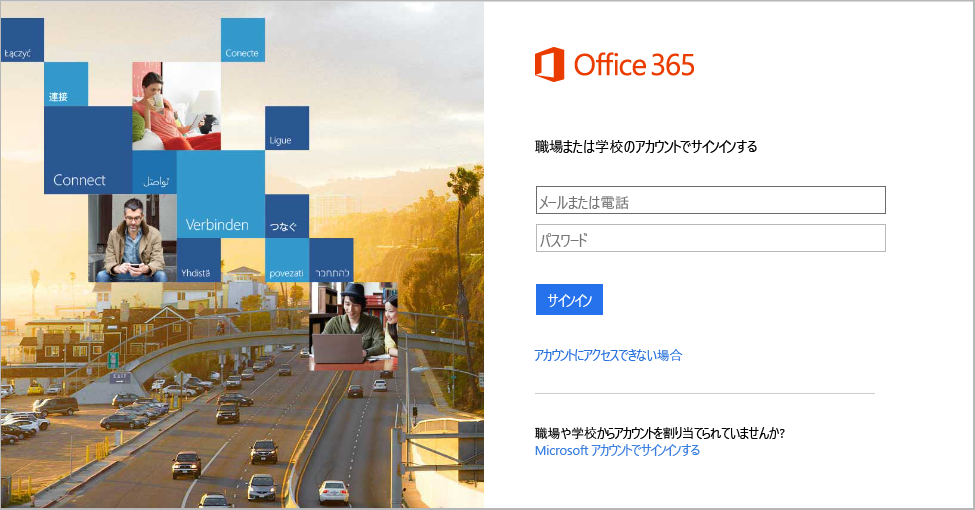 Łączyć
Conecte
連接
Ligue
Connect
تواصل
Verbinden
つなぐ
Yhdistä
povezati
להתחבר
EXIT
Office 365
職場または学校のアカウントでサインインする
メールまたは電話
パスワード
サインイン
アカウントにアクセスできない場合
職場や学校からアカウントを割り当てられていませんか?
Microsoft アカウントでサインインする